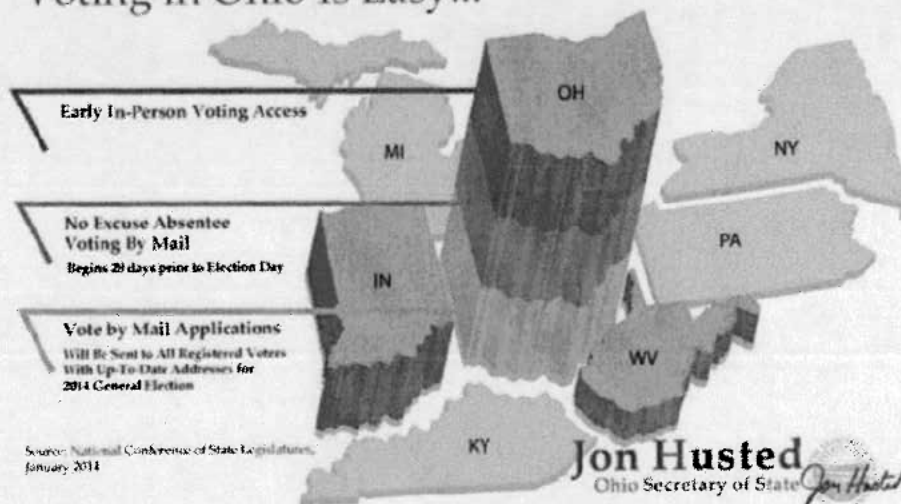 Voting in Ohio Is Easy...
Early In-Person Voting Access
No Excuse Absentee
Voting By Mail
Begins 29 days prior to Election Day
Vote by Mail Applications
Will Be Sent to All Registered Voters
With Up-To-Date Addresses for
2014 General Election
OH
MI
NY
PA
IN
WV
KY
Source: National Conference of State Legislatures,
January 2014
Jon Husted
Ohio Secretary of State
Jon Husted